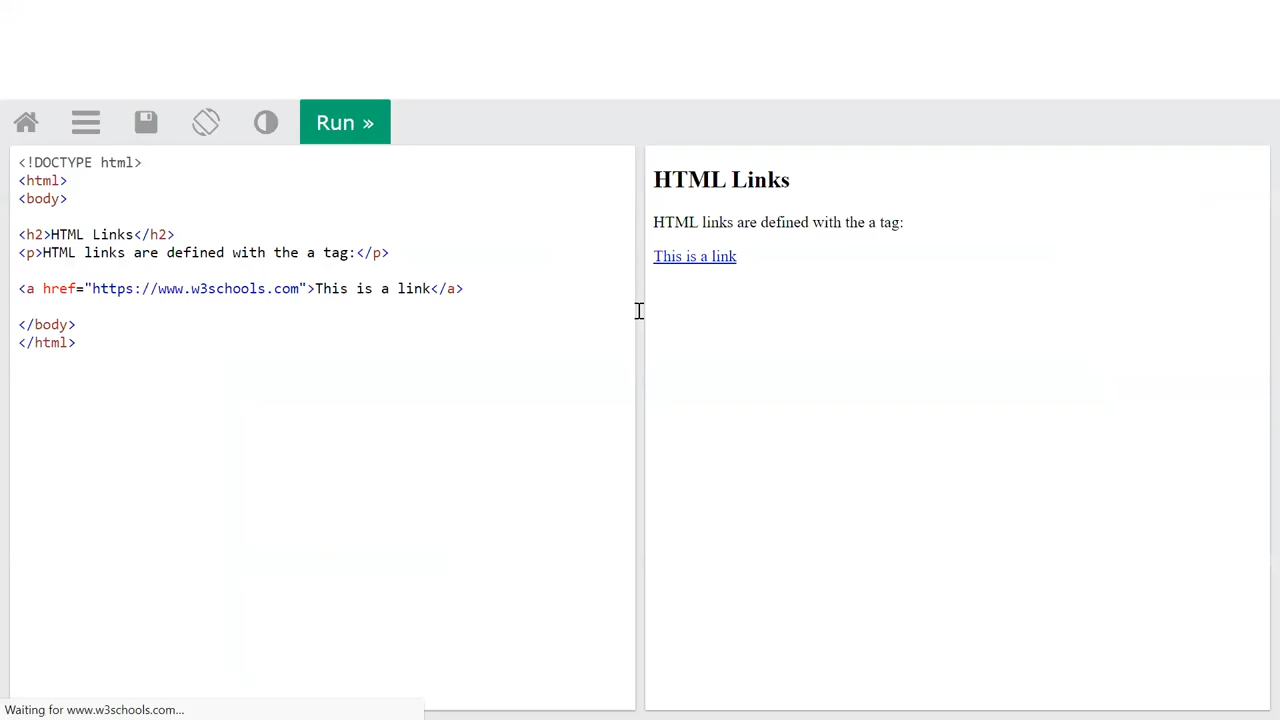 Run »
<!DOCTYPE html>
<html>
<body>
<h2>HTML Links</h2>
<p>HTML links are defined with the a tag:</p>
<a href="https://www.w3schools.com">This is a link</a>
</body>
</html>
HTML Links
HTML links are defined with the a tag:
This is a link
Waiting for www.w3schools.com...